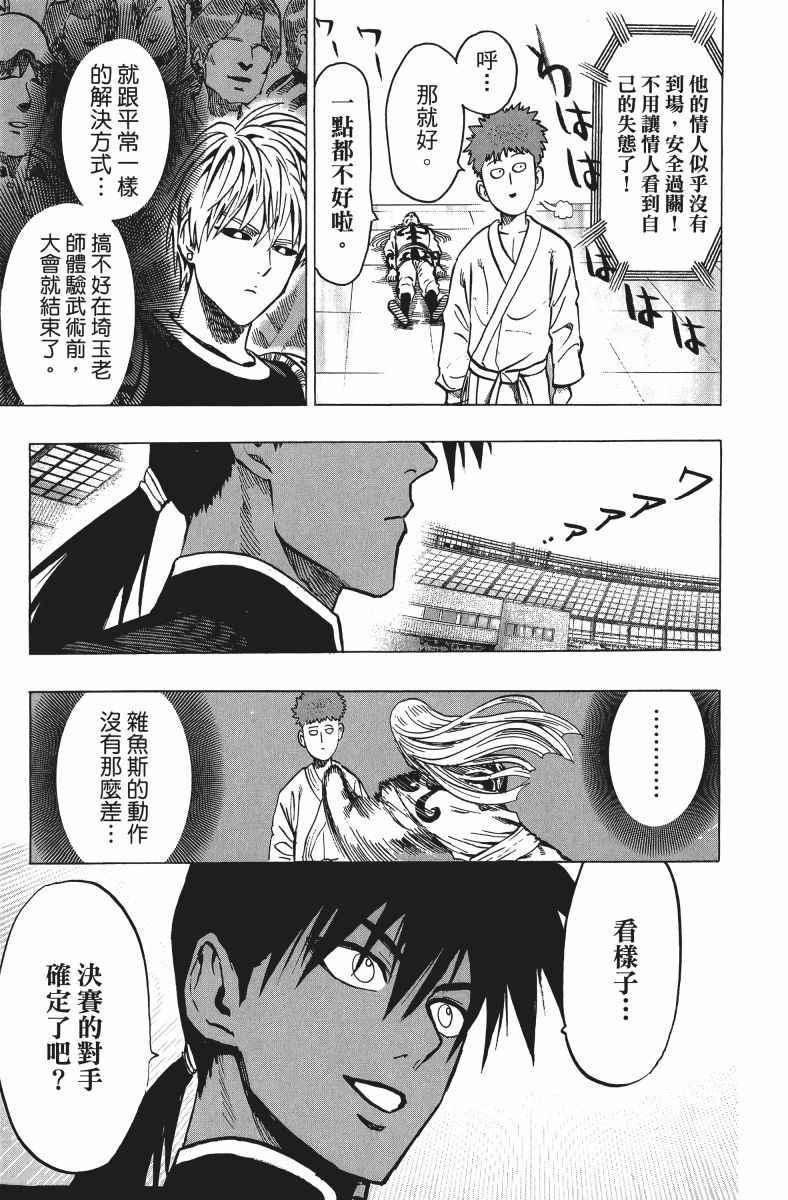 他的情人似乎沒有
到場，安全過關！
不用讓情人看到自
己的失態了！
わはは
わはは
呼…
那就好。
一點都不好啦。
就跟平常一樣
的解決方式…
搞不好在埼玉老
師體驗武術前，
大會就結束了。
ワァァァ
…………
雜魚斯的動作
沒有那麼差…
看樣子…
決賽的對手
確定了吧？